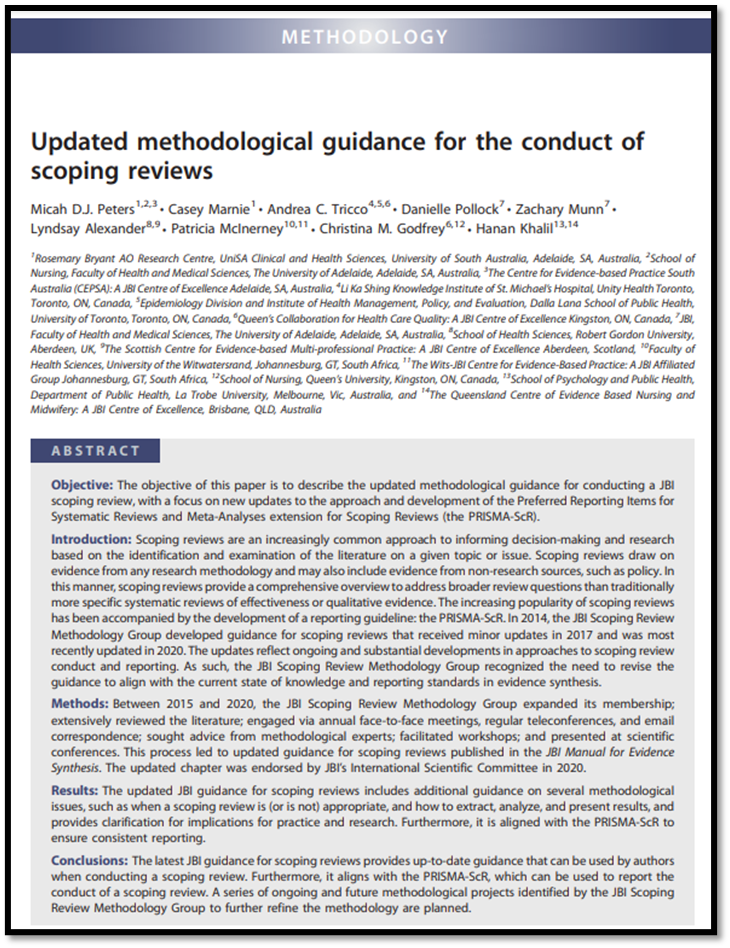 METHODOLOGY
Updated methodological guidance for the conduct of
scoping reviews
Micah D.J. Peters1,2,3 · Casey Marnie1 · Andrea C. Tricco4,5,6 · Danielle Pollock7 · Zachary Munn7 ·
Lyndsay Alexander8,9 · Patricia McInerney10,11 · Christina M. Godfrey6,12 · Hanan Khalil13,14
1Rosemary Bryant AO Research Centre, UniSA Clinical and Health Sciences, University of South Australia, Adelaide, SA, Australia, 2School of
Nursing, Faculty of Health and Medical Sciences, The University of Adelaide, Adelaide, SA, Australia, 3The Centre for Evidence-based Practice South
Australia (CEPSA): A JBI Centre of Excellence Adelaide, SA, Australia, 4Li Ka Shing Knowledge Institute of St. Michael's Hospital, Unity Health Toronto,
Toronto, ON, Canada, 5Epidemiology Division and Institute of Health Management, Policy, and Evaluation, Dalla Lana School of Public Health,
University of Toronto, Toronto, ON, Canada, 6Queen's Collaboration for Health Care Quality: A JBI Centre of Excellence Kingston, ON, Canada, 7JBI,
Faculty of Health and Medical Sciences, The University of Adelaide, Adelaide, SA, Australia, 8School of Health Sciences, Robert Gordon University,
Aberdeen, UK, 9The Scottish Centre for Evidence-based Multi-professional Practice: A JBI Centre of Excellence Aberdeen, Scotland, 10Faculty of
Health Sciences, University of the Witwatersrand, Johannesburg, GT, South Africa, 11The Wits-JBI Centre for Evidence-Based Practice: A JBI Affiliated
Group Johannesburg, GT, South Africa, 12School of Nursing, Queen's University, Kingston, ON, Canada, 13School of Psychology and Public Health,
Department of Public Health, La Trobe University, Melbourne, Vic, Australia, and 14The Queensland Centre of Evidence Based Nursing and
Midwifery: A JBI Centre of Excellence, Brisbane, QLD, Australia
ABSTRACT
Objective: The objective of this paper is to describe the updated methodological guidance for conducting a JBI
scoping review, with a focus on new updates to the approach and development of the Preferred Reporting Items for
Systematic Reviews and Meta-Analyses extension for Scoping Reviews (the PRISMA-ScR).
Introduction: Scoping reviews are an increasingly common approach to informing decision-making and research
based on the identification and examination of the literature on a given topic or issue. Scoping reviews draw on
evidence from any research methodology and may also include evidence from non-research sources, such as policy. In
this manner, scoping reviews provide a comprehensive overview to address broader review questions than traditionally
more specific systematic reviews of effectiveness or qualitative evidence. The increasing popularity of scoping reviews
has been accompanied by the development of a reporting guideline: the PRISMA-ScR. In 2014, the JBI Scoping Review
Methodology Group developed guidance for scoping reviews that received minor updates in 2017 and was most
recently updated in 2020. The updates reflect ongoing and substantial developments in approaches to scoping review
conduct and reporting. As such, the JBI Scoping Review Methodology Group recognized the need to revise the
guidance to align with the current state of knowledge and reporting standards in evidence synthesis.
Methods: Between 2015 and 2020, the JBI Scoping Review Methodology Group expanded its membership;
extensively reviewed the literature; engaged via annual face-to-face meetings, regular teleconferences, and email
correspondence; sought advice from methodological experts; facilitated workshops; and presented at scientific
conferences. This process led to updated guidance for scoping reviews published in the JBI Manual for Evidence
Synthesis. The updated chapter was endorsed by JBI's International Scientific Committee in 2020.
Results: The updated JBI guidance for scoping reviews includes additional guidance on several methodological
issues, such as when a scoping review is (or is not) appropriate, and how to extract, analyze, and present results, and
provides clarification for implications for practice and research. Furthermore, it is aligned with the PRISMA-ScR to
ensure consistent reporting.
Conclusions: The latest JBI guidance for scoping reviews provides up-to-date guidance that can be used by authors
when conducting a scoping review. Furthermore, it aligns with the PRISMA-ScR, which can be used to report the
conduct of a scoping review. A series of ongoing and future methodological projects identified by the JBI Scoping
Review Methodology Group to further refine the methodology are planned.